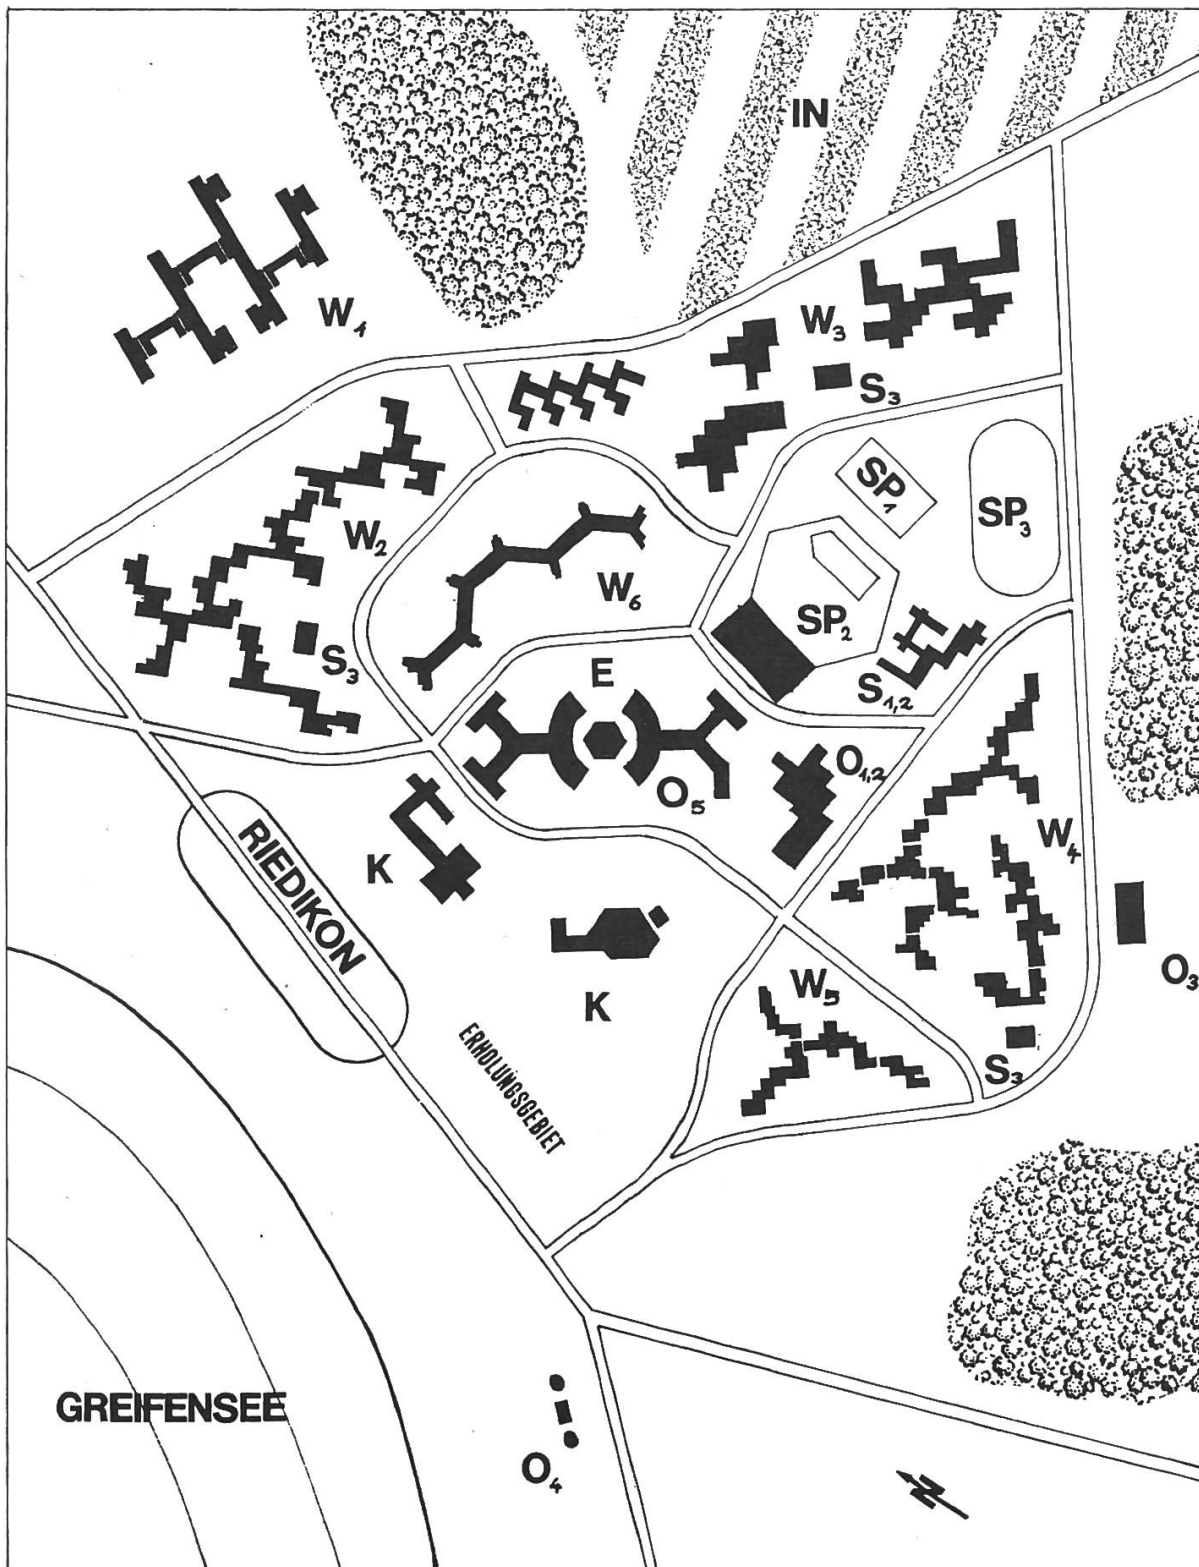 IN
W₁
W₃
S₃
SP₁
SP₃
W₂
W₆
SP₂
S₃
E
S₁,₂
O₁,₂
O₅
W₄
RIEDIKON
K
K
O₃
W₅
ERHOLUNGSGEBIET
S₃
GREIFENSEE
O₄
N